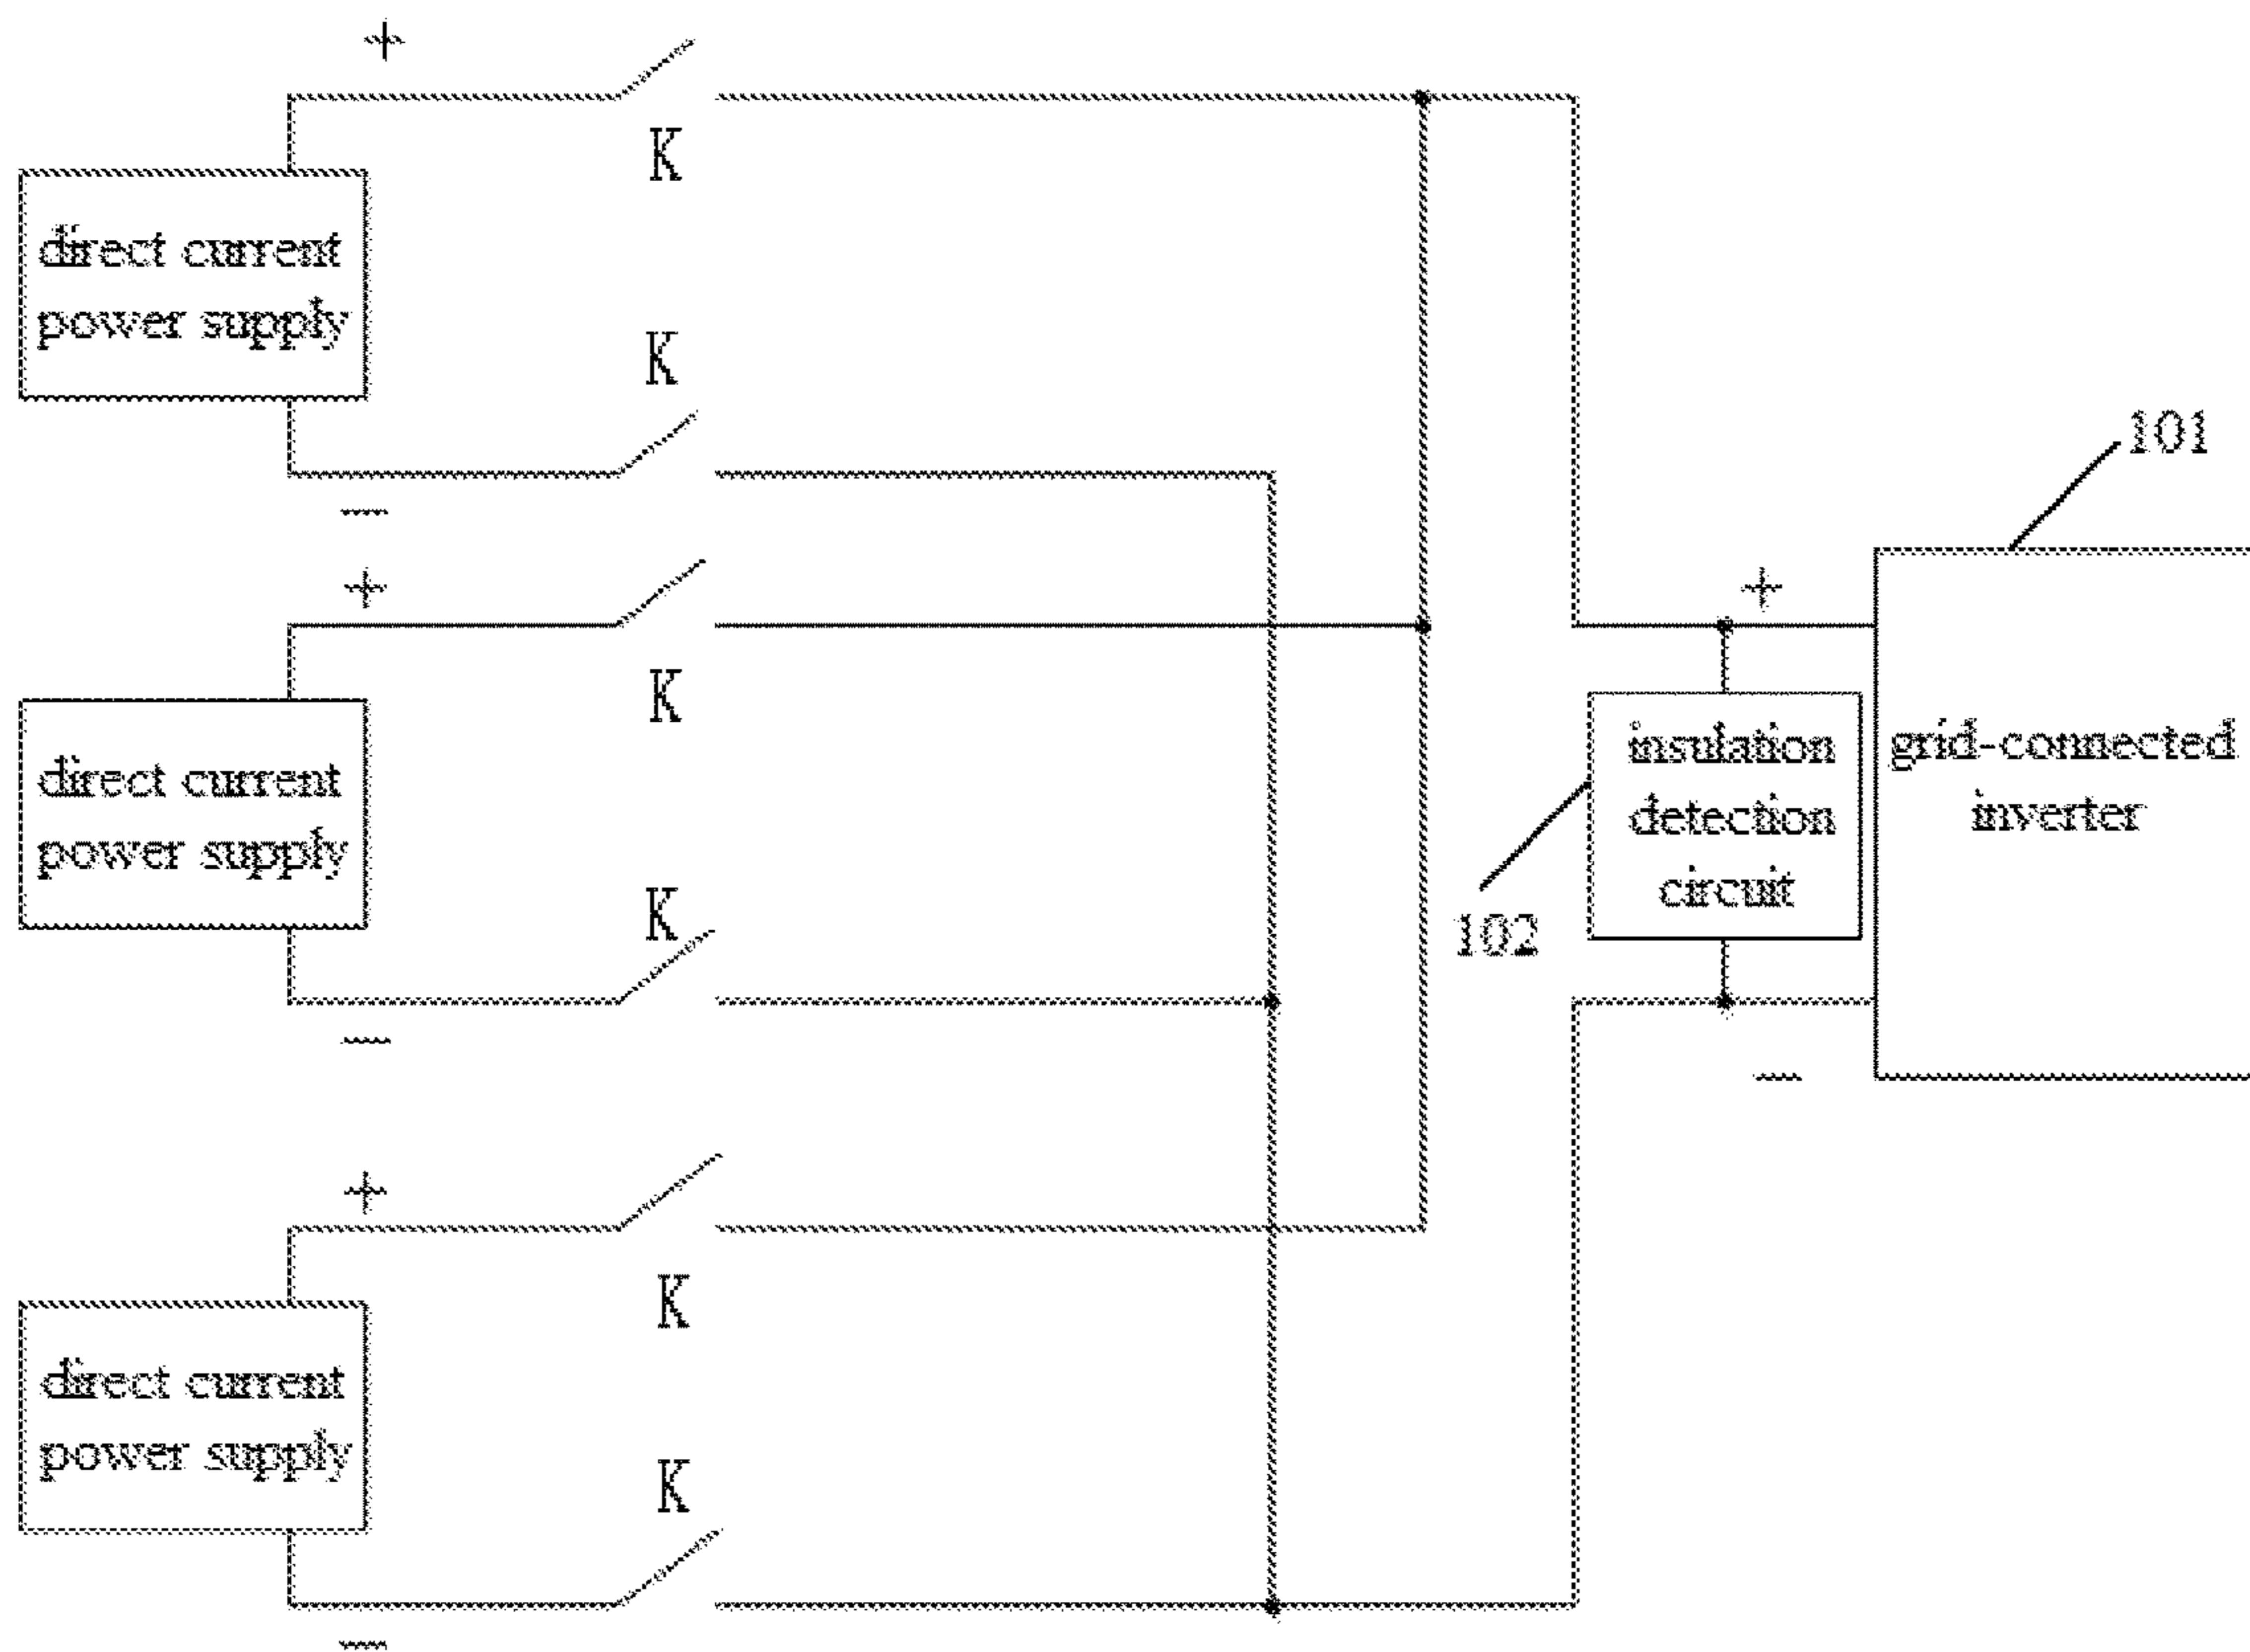 +
K
direct current
power supply
K
−
+
K
direct current
power supply
K
−
+
K
direct current
power supply
K
−
101
+
insulation
detection
circuit
102
−
grid-connected
inverter